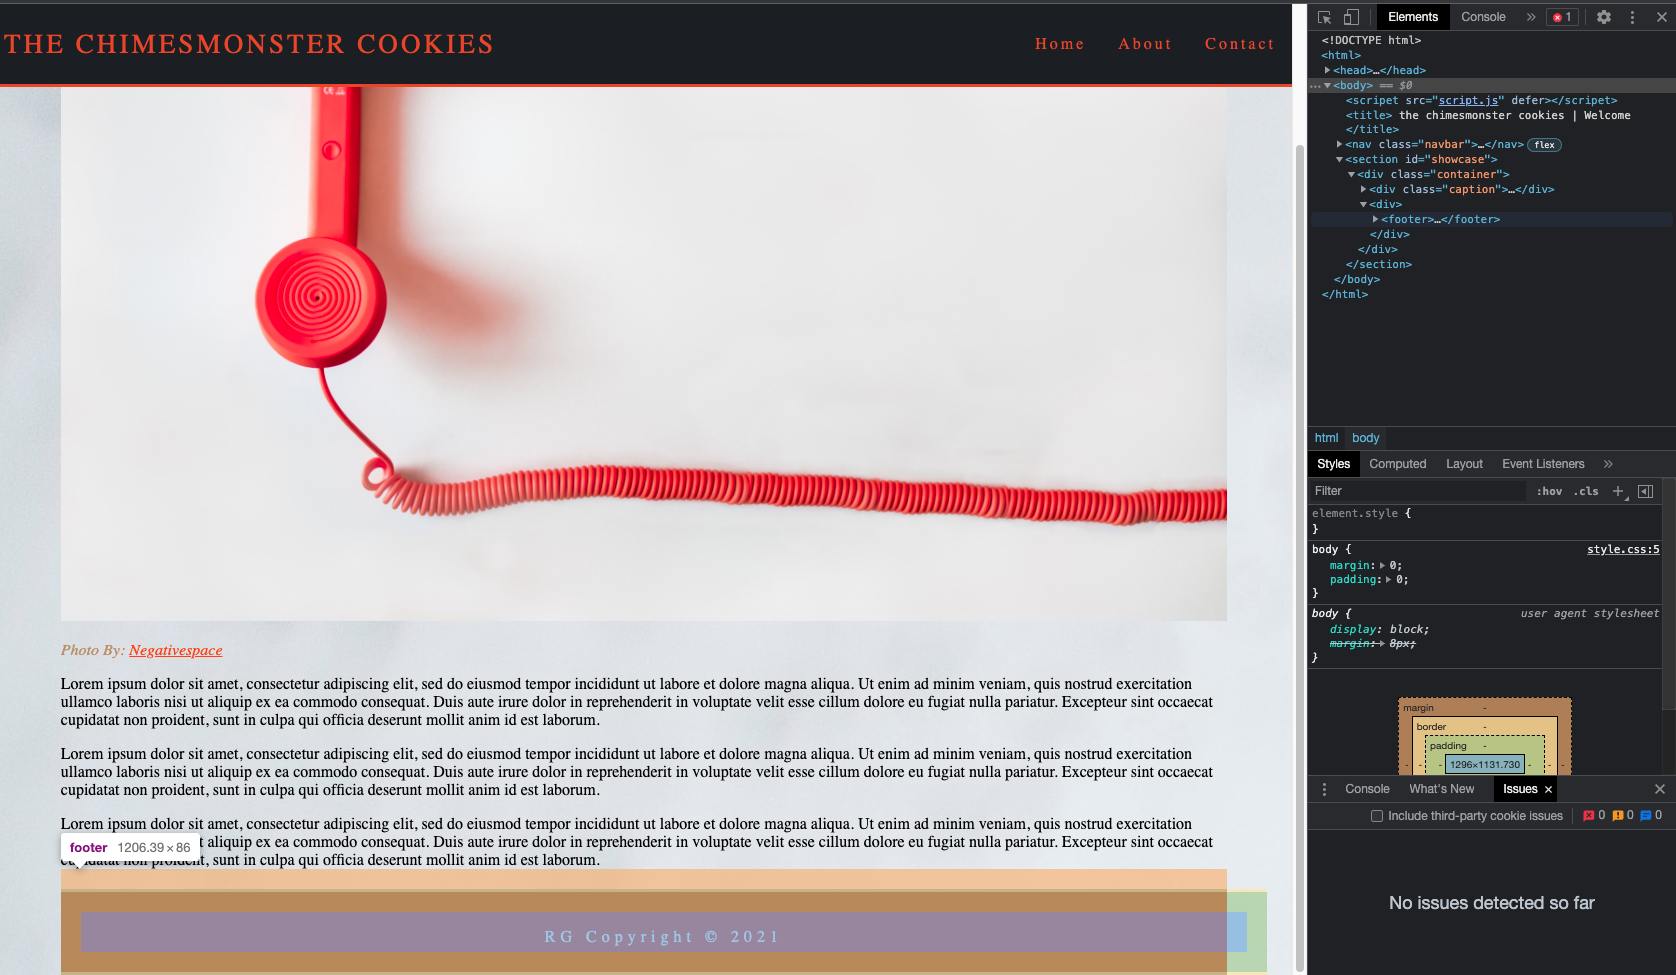 THE CHIMESMONSTER COOKIES
Home About Contact
Photo By: Negativespace
Lorem ipsum dolor sit amet, consectetur adipiscing elit, sed do eiusmod tempor incididunt ut labore et dolore magna aliqua. Ut enim ad minim veniam, quis nostrud exercitation
ullamco laboris nisi ut aliquip ex ea commodo consequat. Duis aute irure dolor in reprehenderit in voluptate velit esse cillum dolore eu fugiat nulla pariatur. Excepteur sint occaecat
cupidatat non proident, sunt in culpa qui officia deserunt mollit anim id est laborum.
Lorem ipsum dolor sit amet, consectetur adipiscing elit, sed do eiusmod tempor incididunt ut labore et dolore magna aliqua. Ut enim ad minim veniam, quis nostrud exercitation
ullamco laboris nisi ut aliquip ex ea commodo consequat. Duis aute irure dolor in reprehenderit in voluptate velit esse cillum dolore eu fugiat nulla pariatur. Excepteur sint occaecat
cupidatat non proident, sunt in culpa qui officia deserunt mollit anim id est laborum.
Lorem ipsum dolor sit amet, consectetur adipiscing elit, sed do eiusmod tempor incididunt ut labore et dolore magna aliqua. Ut enim ad minim veniam, quis nostrud exercitation
footer 1206.39×86
aliquip ex ea commodo consequat. Duis aute irure dolor in reprehenderit in voluptate velit esse cillum dolore eu fugiat nulla pariatur. Excepteur sint occaecat
sunt in culpa qui officia deserunt mollit anim id est laborum.
RG Copyright © 2021
Elements Console » 1
<!DOCTYPE html>
<html>
<head>…</head>
… <body> == $0
<scripet src="script.js" defer></scripet>
<title> the chimesmonster cookies | Welcome
</title>
<nav class="navbar">…</nav> flex
<section id="showcase">
<div class="container">
<div class="caption">…</div>
<div>
<footer>…</footer>
</div>
</div>
</section>
</body>
</html>
html body
Styles Computed Layout Event Listeners »
Filter :hov .cls +
element.style {
}
body { style.css:5
margin: 0;
padding: 0;
}
body { user agent stylesheet
display: block;
margin: 8px;
}
margin -
border -
padding -
- - - 1296×1131.730 - - -
Console What's New Issues ×
Include third-party cookie issues 0 0 0
No issues detected so far